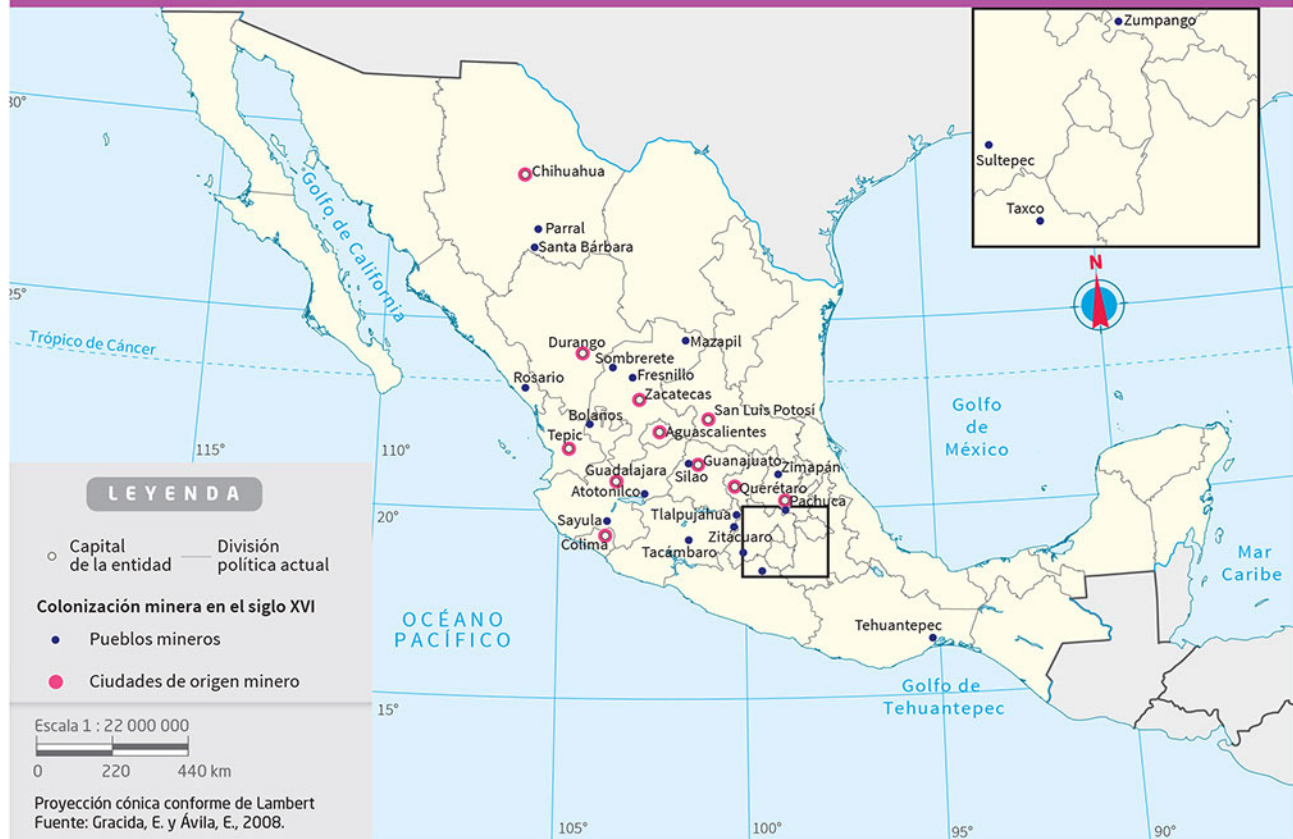 Zumpango
Sultepec
Taxco
N
30°
Chihuahua
Golfo de California
Parral
Santa Bárbara
25°
Trópico de Cáncer
Durango
Mazapil
Sombrerete
Fresnillo
Rosario
Zacatecas
Bolaños
San Luis Potosí
Golfo
de
México
Tepic
Aguascalientes
115°
110°
Guadalajara
Guanajuato
Zimapán
Silao
Atotonilco
Querétaro
Pachuca
20°
Sayula
Tlalpujahua
Colima
Zitácuaro
Tacámbaro
Mar
Caribe
OCÉANO
PACÍFICO
Tehuantepec
Golfo de
Tehuantepec
15°
105°
100°
95°
90°
LEYENDA
Capital
de la entidad
División
política actual
Colonización minera en el siglo XVI
Pueblos mineros
Ciudades de origen minero
Escala 1 : 22 000 000
0 220 440 km
Proyección cónica conforme de Lambert
Fuente: Gracida, E. y Ávila, E., 2008.